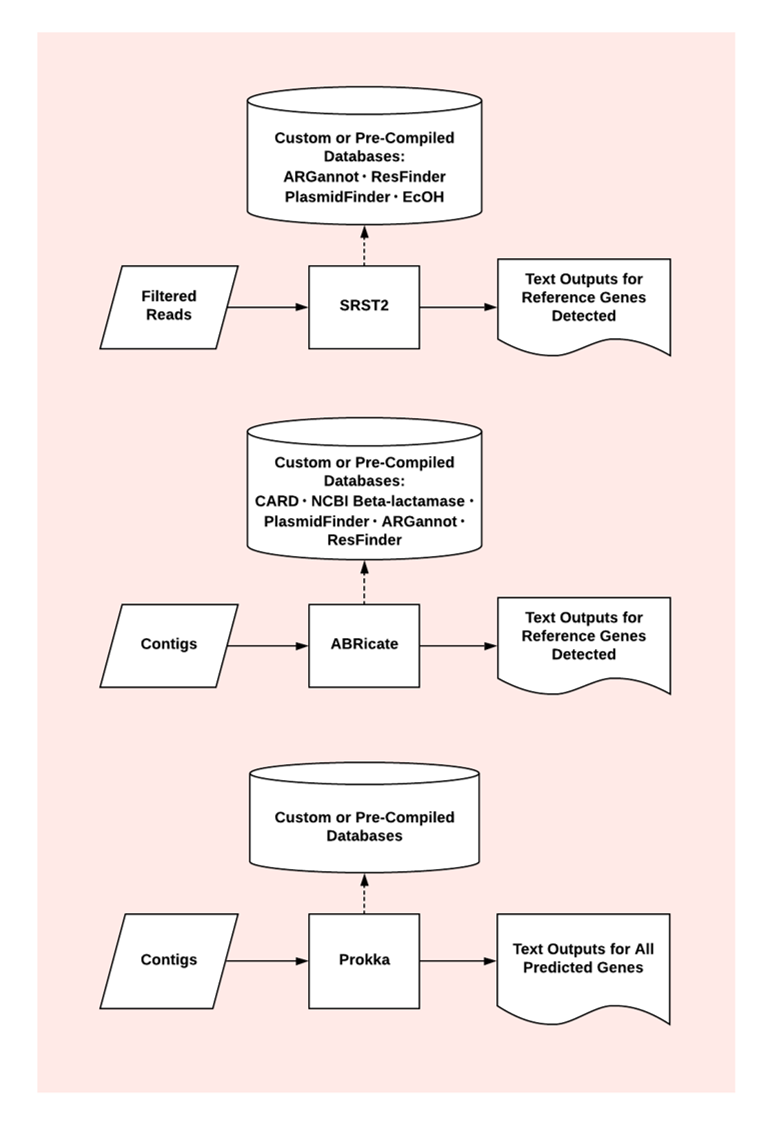 Custom or Pre-Compiled
Databases:
ARGannot · ResFinder
PlasmidFinder · EcOH
Filtered
Reads
SRST2
Text Outputs for
Reference Genes
Detected
Custom or Pre-Compiled
Databases:
CARD · NCBI Beta-lactamase ·
PlasmidFinder · ARGannot ·
ResFinder
Contigs
ABRicate
Text Outputs for
Reference Genes
Detected
Custom or Pre-Compiled
Databases
Contigs
Prokka
Text Outputs for All
Predicted Genes